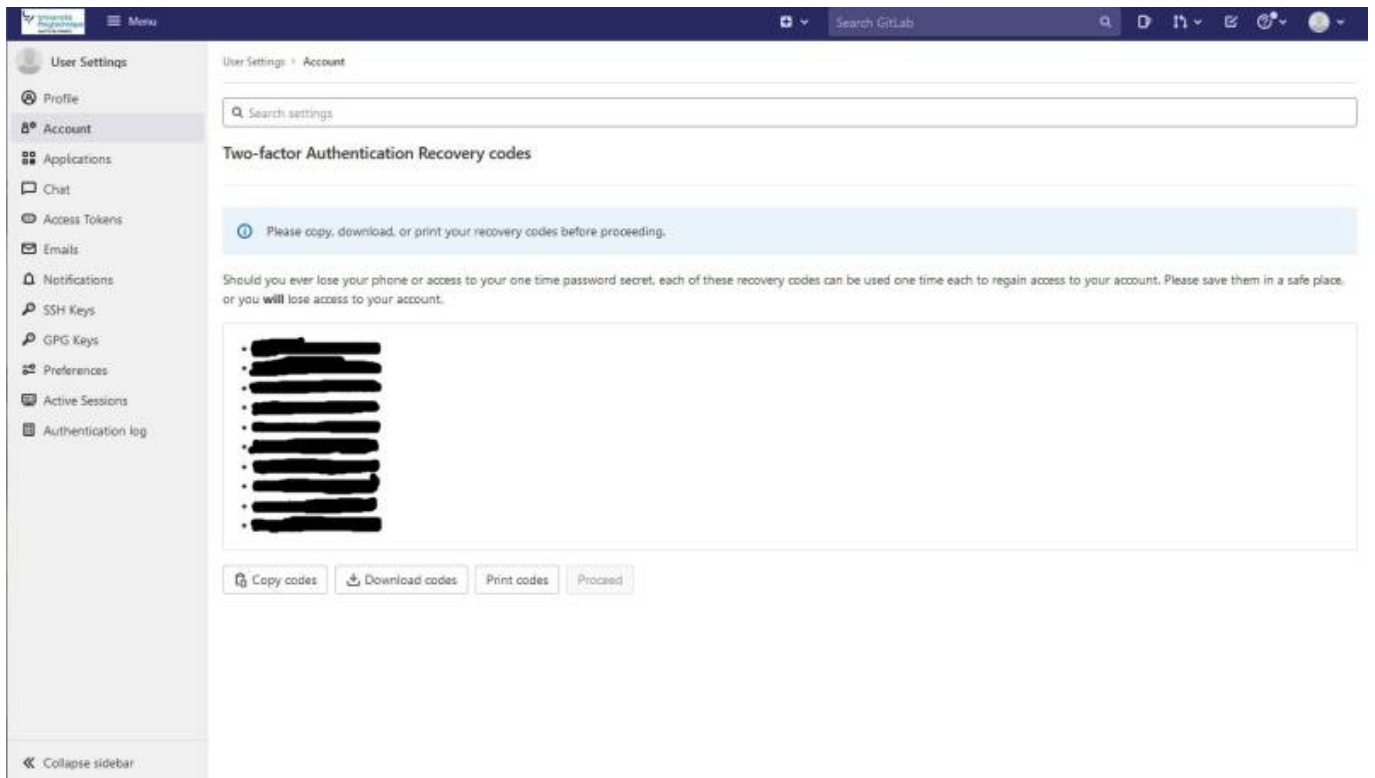 Université
Polytechnique
Menu
Search GitLab
User Settings
User Settings › Account
Profile
Account
Applications
Chat
Access Tokens
Emails
Notifications
SSH Keys
GPG Keys
Preferences
Active Sessions
Authentication log
Search settings
Two-factor Authentication Recovery codes
Please copy, download, or print your recovery codes before proceeding.
Should you ever lose your phone or access to your one time password secret, each of these recovery codes can be used one time each to regain access to your account. Please save them in a safe place,
or you will lose access to your account.
Copy codes
Download codes
Print codes
Proceed
Collapse sidebar